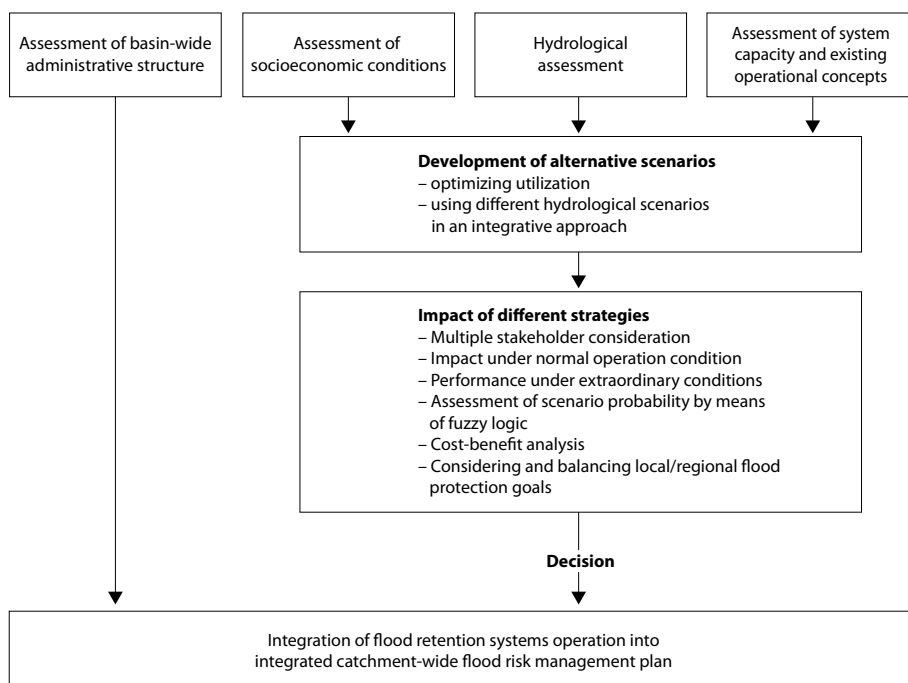 Assessment of basin-wide
administrative structure
Assessment of
socioeconomic conditions
Hydrological
assessment
Assessment of system
capacity and existing
operational concepts
Development of alternative scenarios
– optimizing utilization
– using different hydrological scenarios
in an integrative approach
Impact of different strategies
– Multiple stakeholder consideration
– Impact under normal operation condition
– Performance under extraordinary conditions
– Assessment of scenario probability by means
of fuzzy logic
– Cost-benefit analysis
– Considering and balancing local/regional flood
protection goals
Decision
Integration of flood retention systems operation into
integrated catchment-wide flood risk management plan